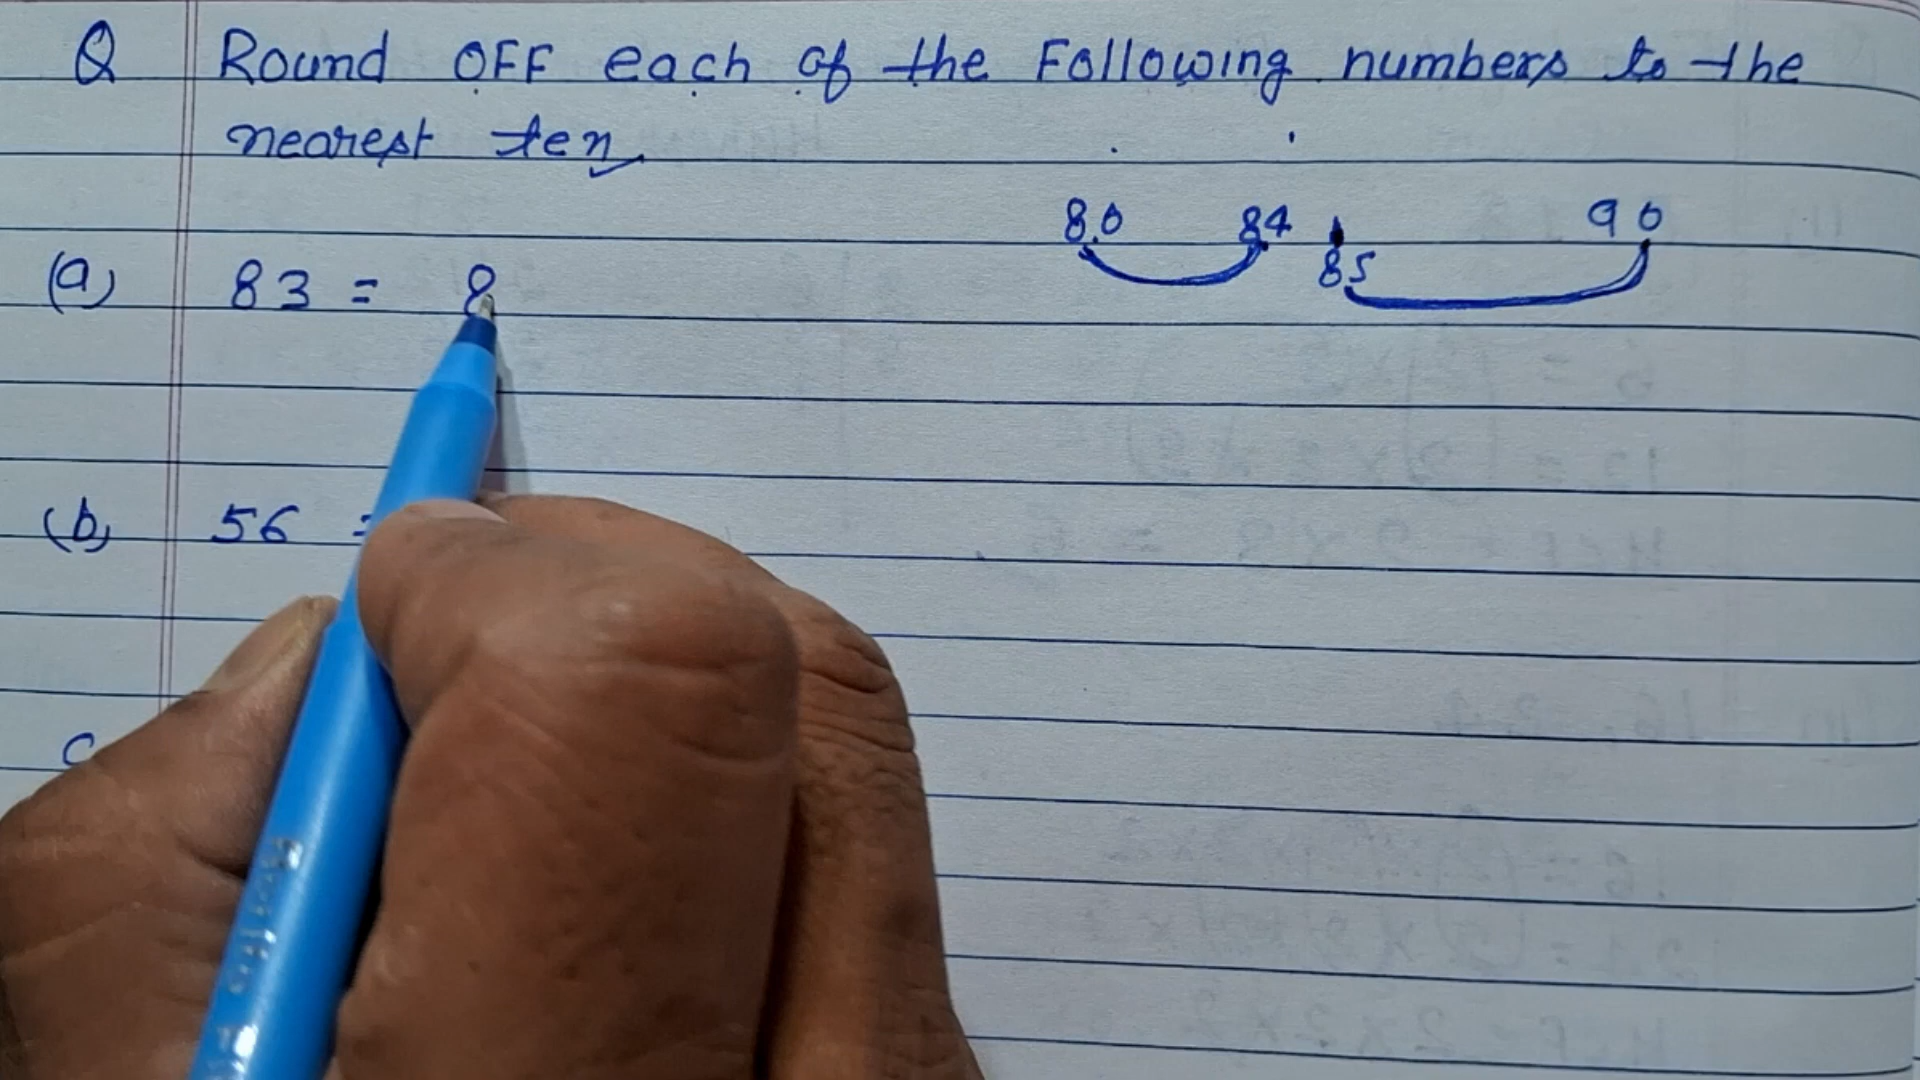 Q Round OFF each of the Following numbers to the
nearest ten
80 84 90
85
(a) 83 = 8
(b) 56 =
c